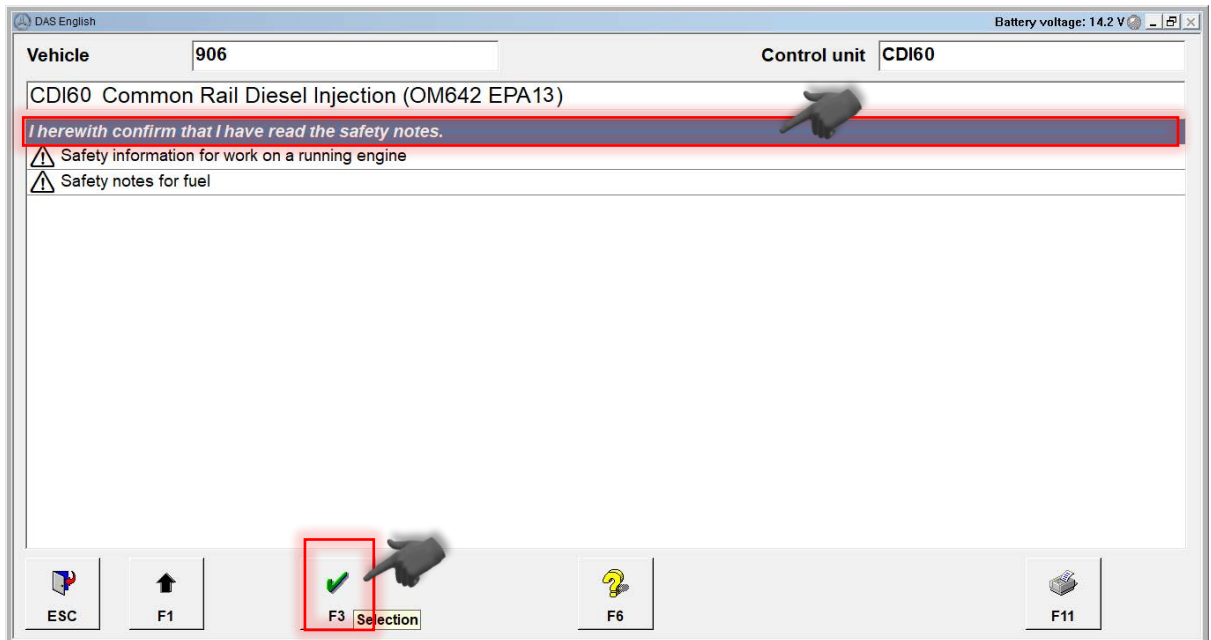 DAS English Battery voltage: 14.2 V
Vehicle 906 Control unit CDI60
CDI60 Common Rail Diesel Injection (OM642 EPA13)
I herewith confirm that I have read the safety notes.
Safety information for work on a running engine
Safety notes for fuel
ESC F1 F3 Selection F6 F11